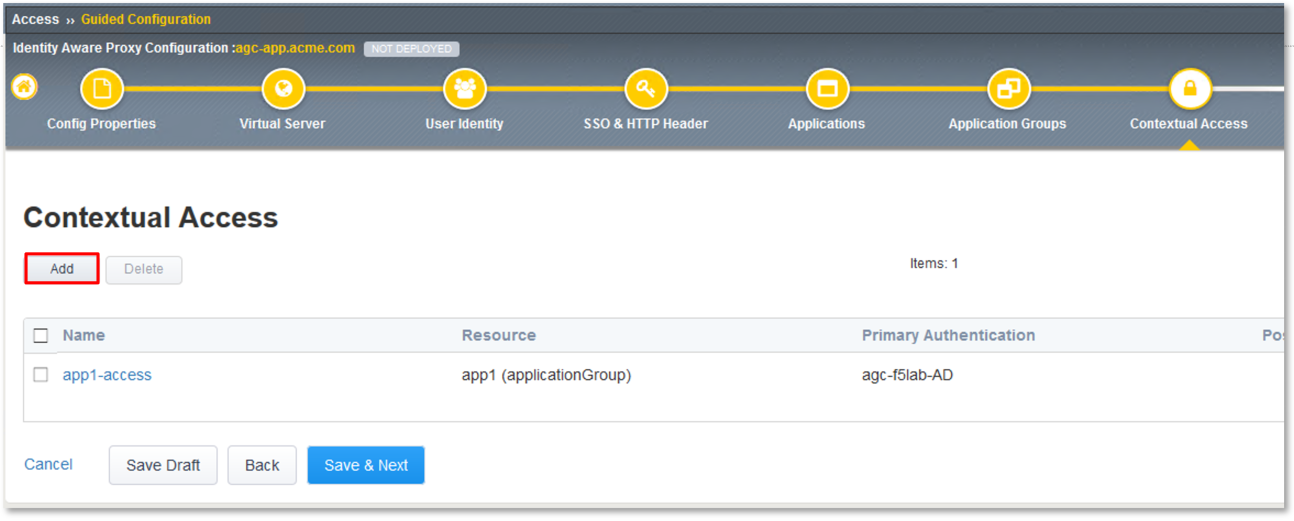 Access ›› Guided Configuration
Identity Aware Proxy Configuration :agc-app.acme.com NOT DEPLOYED
Config Properties Virtual Server User Identity SSO & HTTP Header Applications Application Groups Contextual Access
Contextual Access
Add Delete Items: 1
Name Resource Primary Authentication Pos
app1-access app1 (applicationGroup) agc-f5lab-AD
Cancel Save Draft Back Save & Next